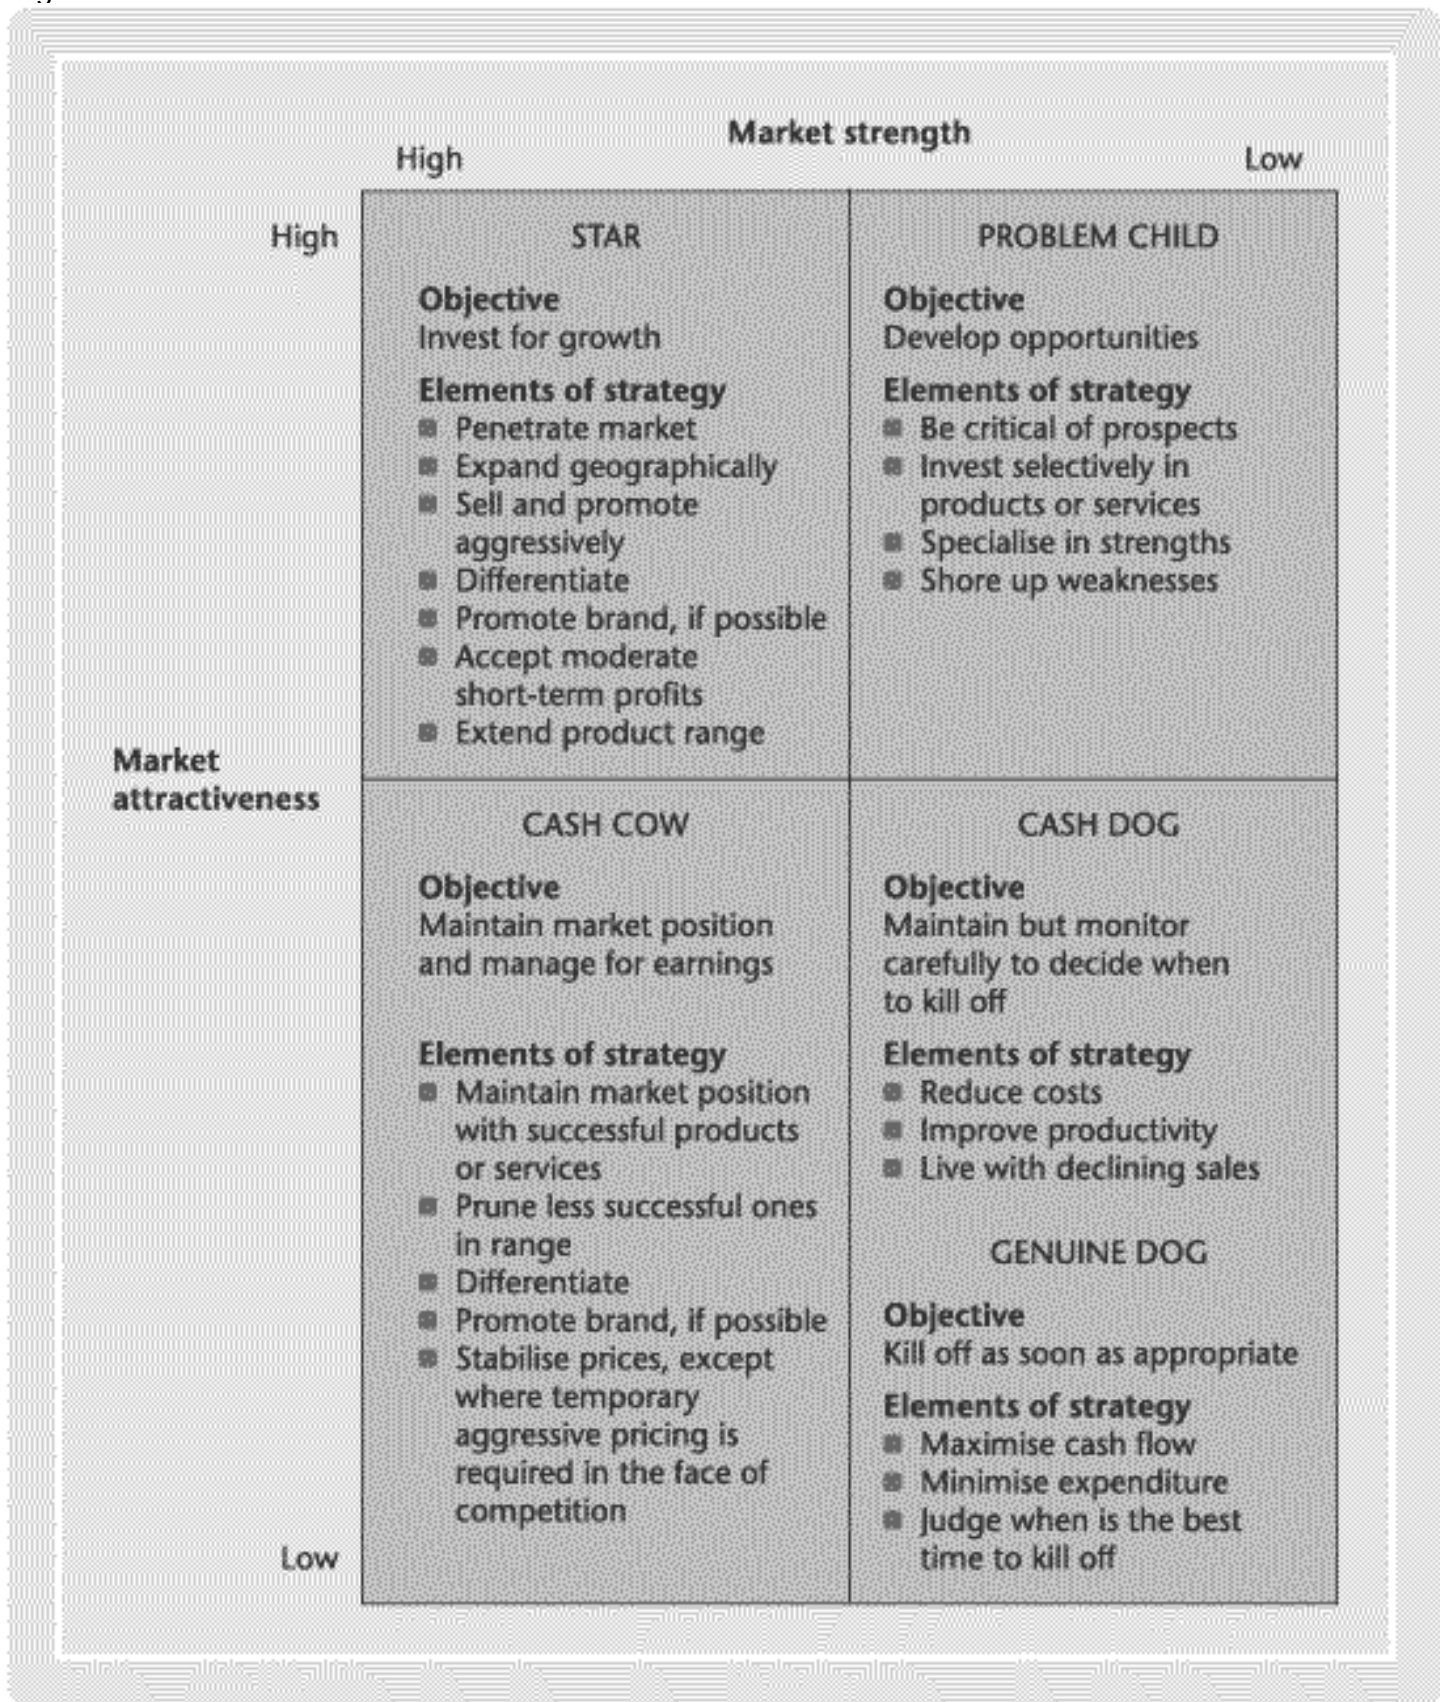 Market strength
High
Low
High
STAR
Objective
Invest for growth
Elements of strategy
Penetrate market
Expand geographically
Sell and promote
aggressively
Differentiate
Promote brand, if possible
Accept moderate
short-term profits
Extend product range
PROBLEM CHILD
Objective
Develop opportunities
Elements of strategy
Be critical of prospects
Invest selectively in
products or services
Specialise in strengths
Shore up weaknesses
Market
attractiveness
CASH COW
Objective
Maintain market position
and manage for earnings
Elements of strategy
Maintain market position
with successful products
or services
Prune less successful ones
in range
Differentiate
Promote brand, if possible
Stabilise prices, except
where temporary
aggressive pricing is
required in the face of
competition
CASH DOG
Objective
Maintain but monitor
carefully to decide when
to kill off
Elements of strategy
Reduce costs
Improve productivity
Live with declining sales
GENUINE DOG
Objective
Kill off as soon as appropriate
Elements of strategy
Maximise cash flow
Minimise expenditure
Judge when is the best
time to kill off
Low